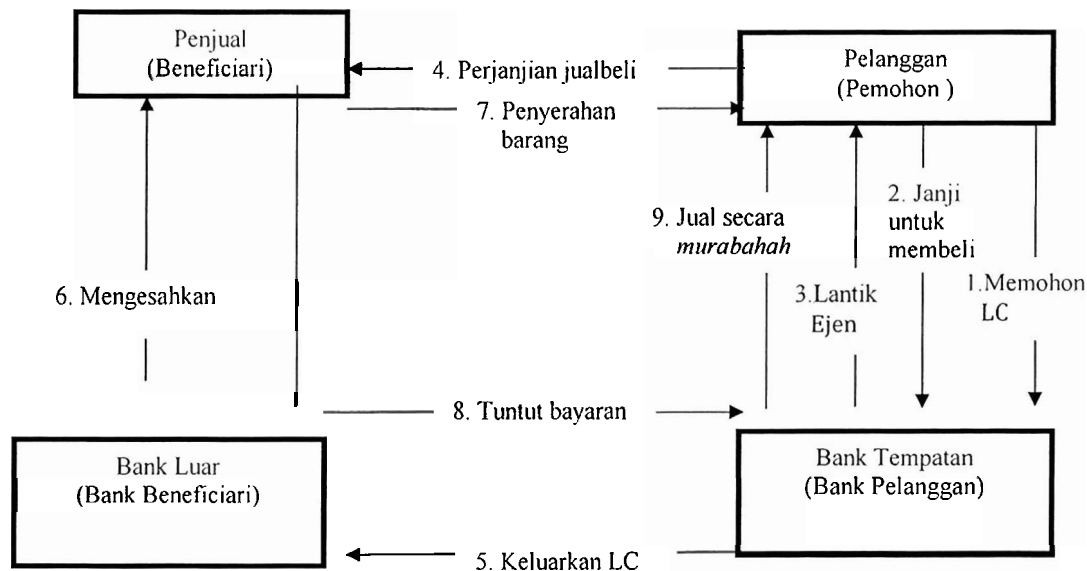 Penjual
(Beneficiari)
Pelanggan
(Pemohon )
4. Perjanjian jualbeli
7. Penyerahan
barang
2. Janji
untuk
membeli
9. Jual secara
murabahah
6. Mengesahkan
3.Lantik
Ejen
1.Memohon
LC
8. Tuntut bayaran
Bank Luar
(Bank Beneficiari)
Bank Tempatan
(Bank Pelanggan)
5. Keluarkan LC